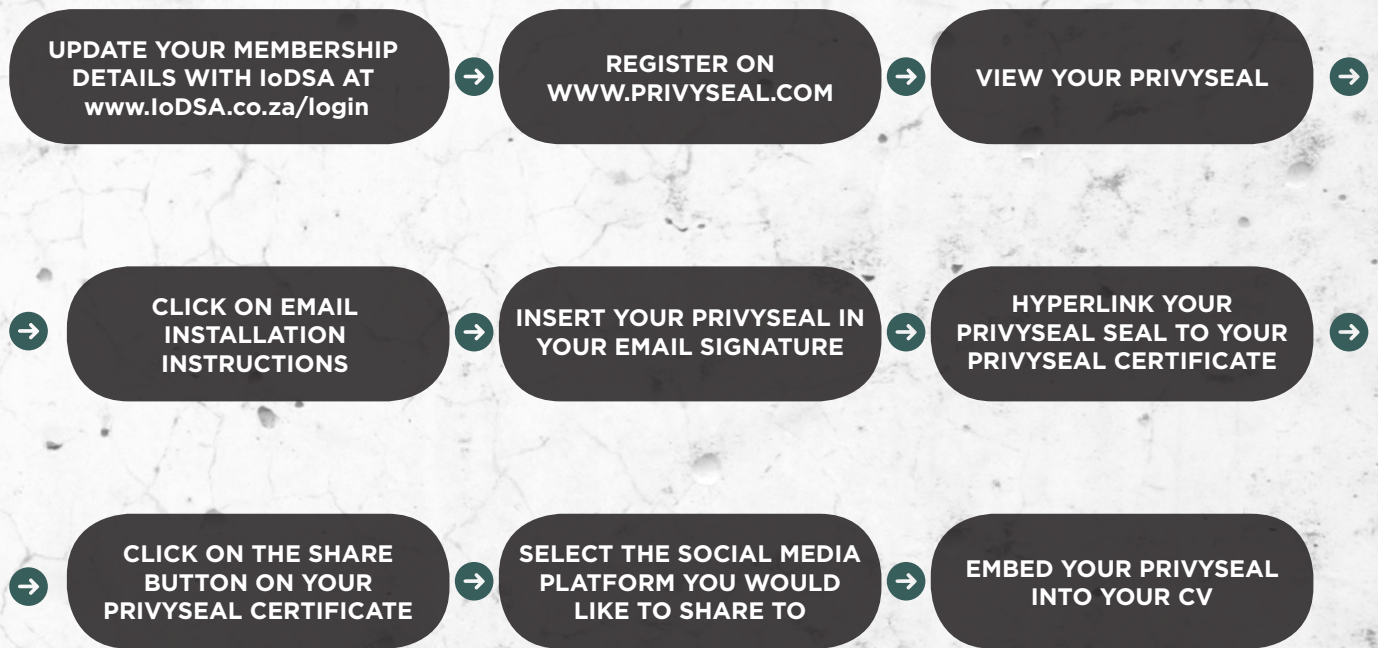 UPDATE YOUR MEMBERSHIP
DETAILS WITH IoDSA AT
www.IoDSA.co.za/login
REGISTER ON
WWW.PRIVYSEAL.COM
VIEW YOUR PRIVYSEAL
CLICK ON EMAIL
INSTALLATION
INSTRUCTIONS
INSERT YOUR PRIVYSEAL IN
YOUR EMAIL SIGNATURE
HYPERLINK YOUR
PRIVYSEAL SEAL TO YOUR
PRIVYSEAL CERTIFICATE
CLICK ON THE SHARE
BUTTON ON YOUR
PRIVYSEAL CERTIFICATE
SELECT THE SOCIAL MEDIA
PLATFORM YOU WOULD
LIKE TO SHARE TO
EMBED YOUR PRIVYSEAL
INTO YOUR CV